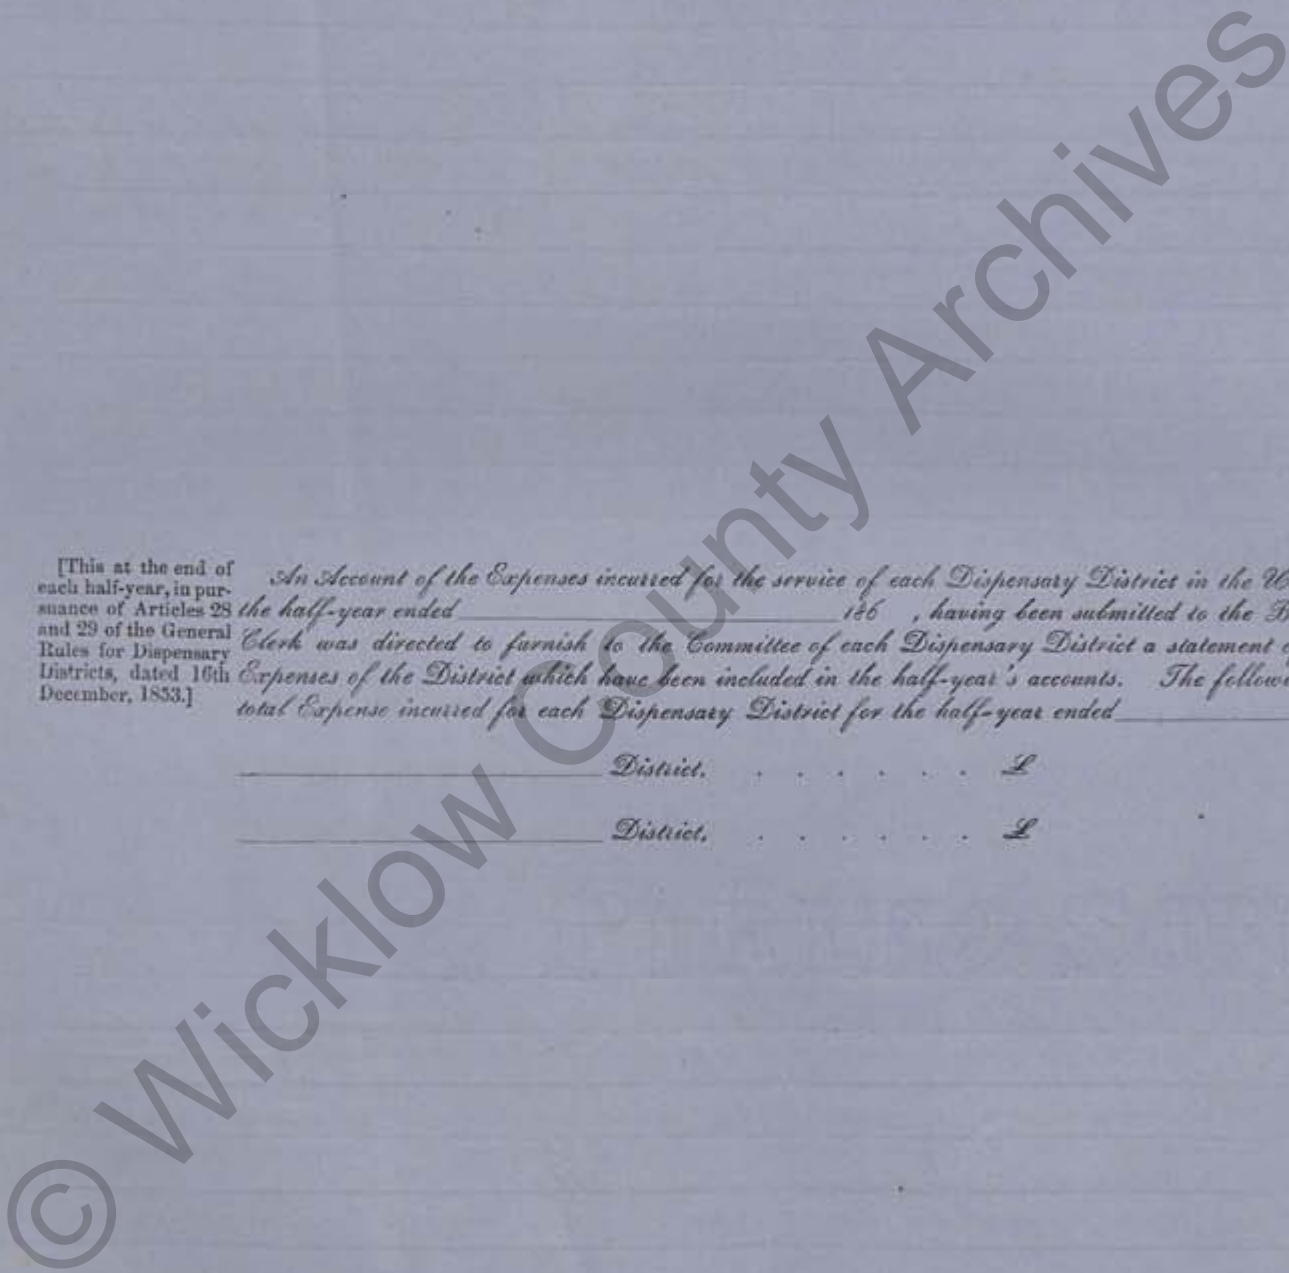 [This at the end of
each half-year, in pur-
suance of Articles 28
and 29 of the General
Rules for Dispensary
Districts, dated 16th
December, 1853.]
An Account of the Expenses incurred for the service of each Dispensary District in the U
the half-year ended 186 , having been submitted to the B
Clerk was directed to furnish to the Committee of each Dispensary District a statement o
Expenses of the District which have been included in the half-year's accounts. The follow
total Expense incurred for each Dispensary District for the half-year ended
District. . . . . . . £
District. . . . . . . £
© Wicklow County Archives